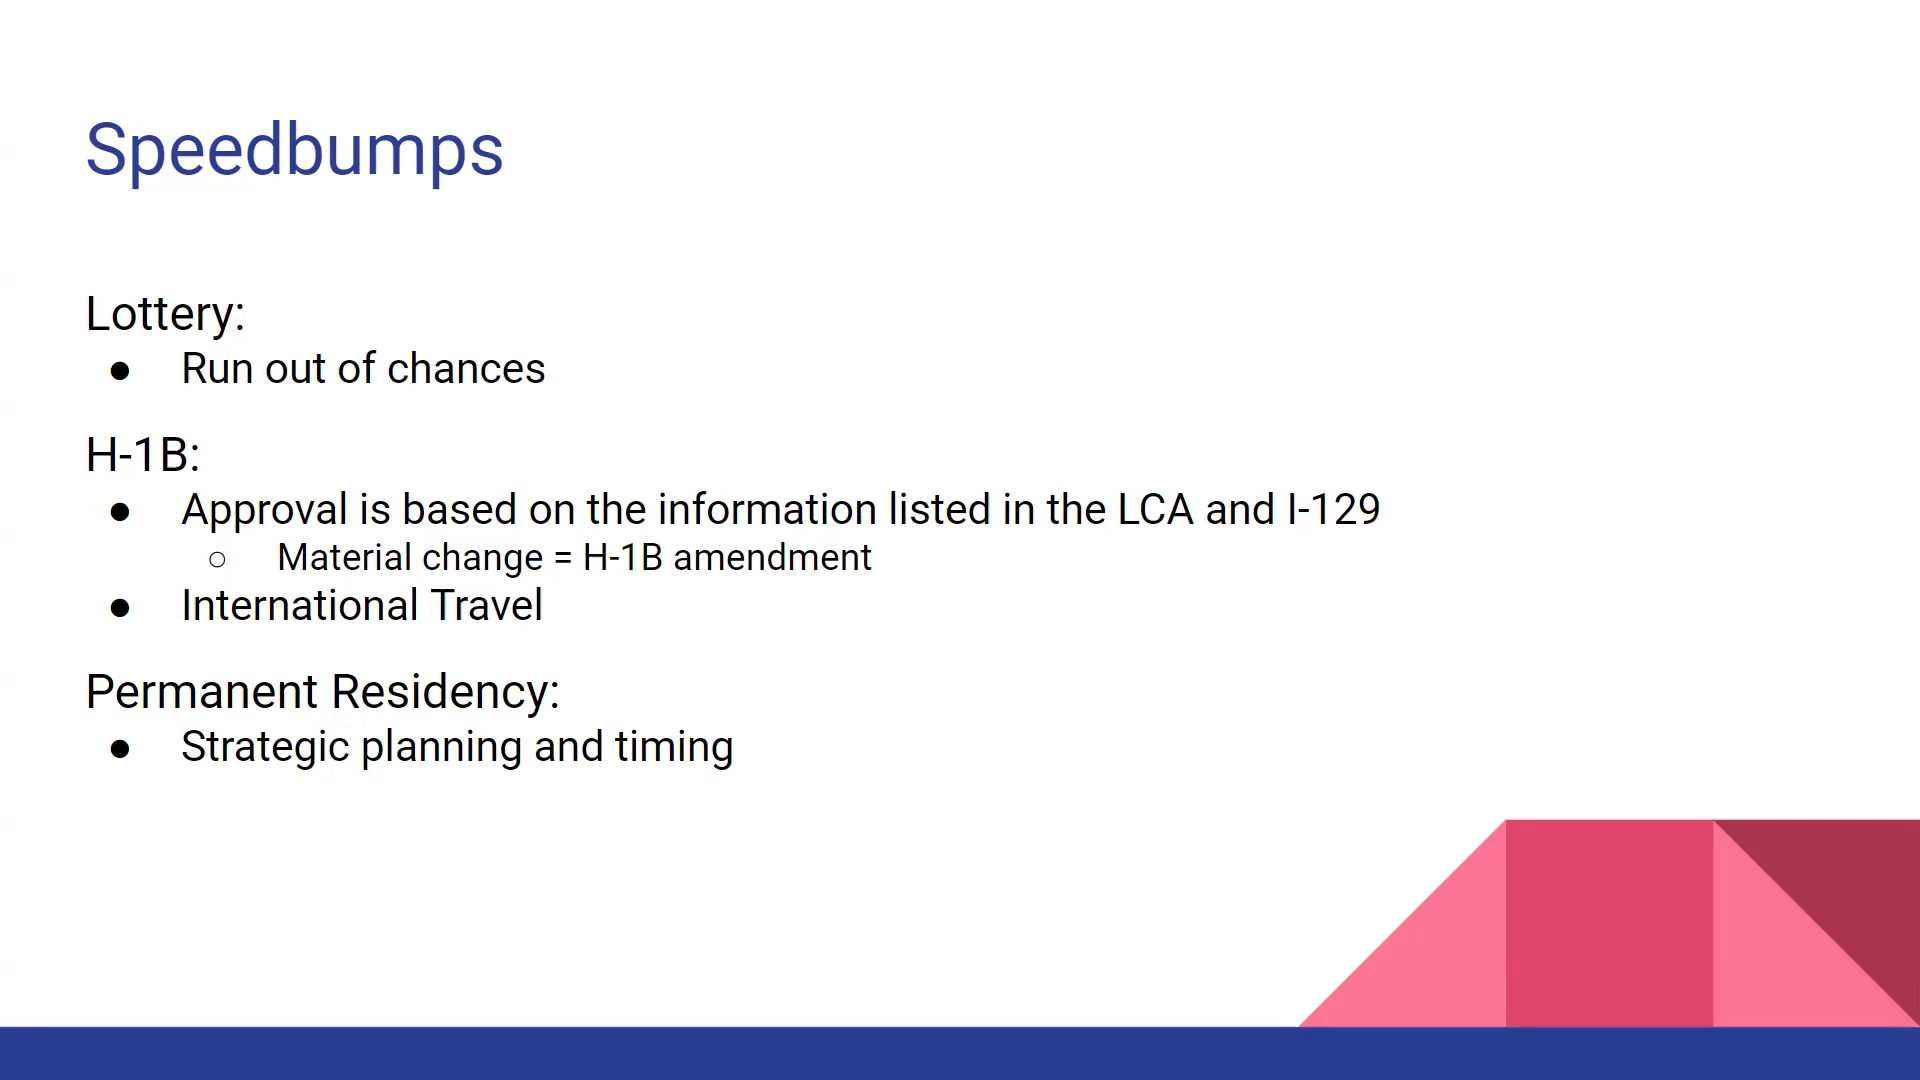 Speedbumps
Lottery:
● Run out of chances
H-1B:
● Approval is based on the information listed in the LCA and I-129
○ Material change = H-1B amendment
● International Travel
Permanent Residency:
● Strategic planning and timing